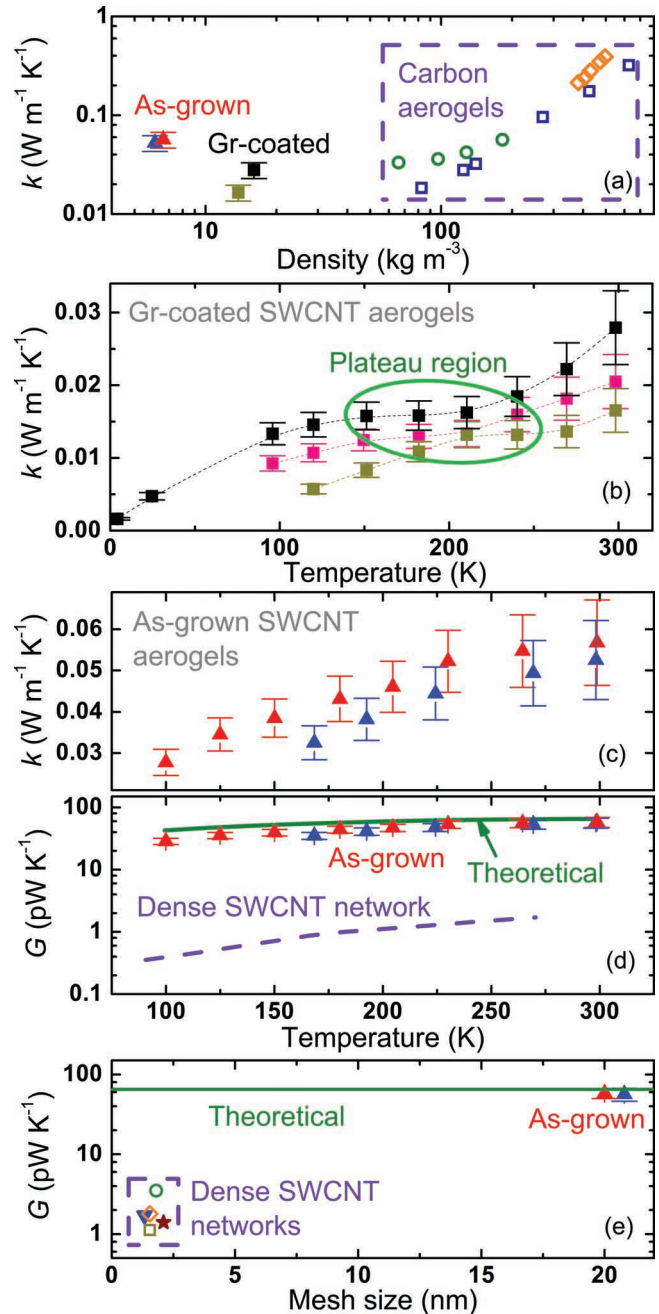 1
0.1
0.01
k (W m⁻¹ K⁻¹)
As-grown
Gr-coated
Carbon
aerogels
(a)
10
100
Density (kg m⁻³)
0.03
0.02
0.01
0.00
k (W m⁻¹ K⁻¹)
Gr-coated SWCNT aerogels
Plateau region
(b)
0
50
100
150
200
250
300
Temperature (K)
0.06
0.05
0.04
0.03
k (W m⁻¹ K⁻¹)
As-grown SWCNT
aerogels
(c)
100
10
1
0.1
G (pW K⁻¹)
As-grown
Theoretical
Dense SWCNT network
(d)
100
150
200
250
300
Temperature (K)
100
10
1
G (pW K⁻¹)
Theoretical
As-grown
Dense SWCNT
networks
(e)
0
5
10
15
20
Mesh size (nm)